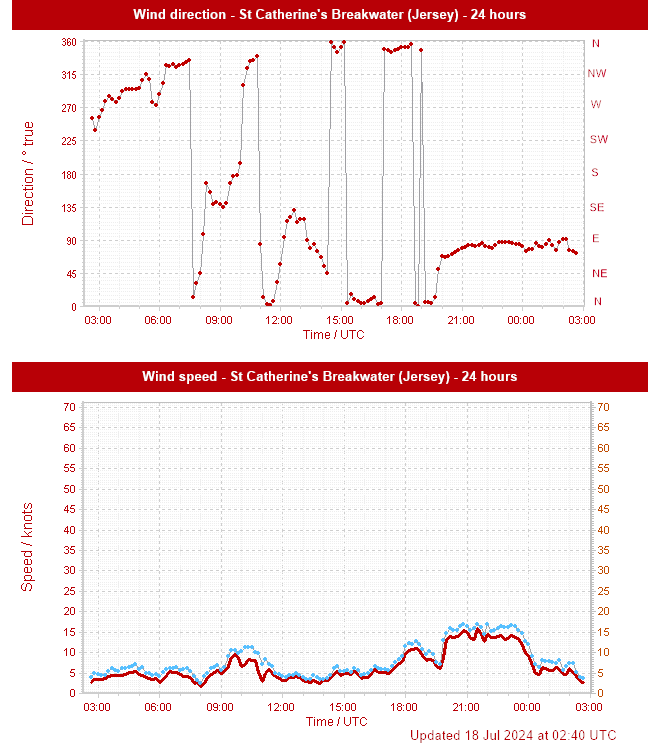 Wind direction - St Catherine's Breakwater (Jersey) - 24 hours
360 N
315 NW
270 W
225 SW
180 S
135 SE
90 E
45 NE
0 N
Direction / ° true
03:00 06:00 09:00 12:00 15:00 18:00 21:00 00:00 03:00
Time / UTC
Wind speed - St Catherine's Breakwater (Jersey) - 24 hours
70 70
65 65
60 60
55 55
50 50
45 45
40 40
35 35
30 30
25 25
20 20
15 15
10 10
5 5
0 0
Speed / knots
03:00 06:00 09:00 12:00 15:00 18:00 21:00 00:00 03:00
Time / UTC
Updated 18 Jul 2024 at 02:40 UTC